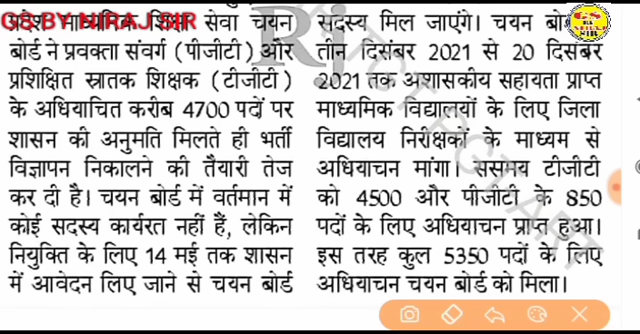 GS BY NIRAJ SIR
माध्यमिक शिक्षा सेवा चयन
बोर्ड ने प्रवक्ता संवर्ग (पीजीटी) और
प्रशिक्षित स्नातक शिक्षक (टीजीटी)
के अधियाचित करीब 4700 पदों पर
शासन की अनुमति मिलते ही भर्ती
विज्ञापन निकालने की तैयारी तेज
कर दी है। चयन बोर्ड में वर्तमान में
कोई सदस्य कार्यरत नहीं हैं, लेकिन
नियुक्ति के लिए 14 मई तक शासन
में आवेदन लिए जाने से चयन बोर्ड
सदस्य मिल जाएंगे। चयन
तीन दिसंबर 2021 से 20 दिसंबर
2021 तक अशासकीय सहायता प्राप्त
माध्यमिक विद्यालयों के लिए जिला
विद्यालय निरीक्षकों के माध्यम से
अधियाचन मांगा। ससमय टीजीटी
को 4500 और पीजीटी के 850
पदों के लिए अधियाचन प्राप्त हुआ।
इस तरह कुल 5350 पदों के लिए
अधियाचन चयन बोर्ड को मिला।